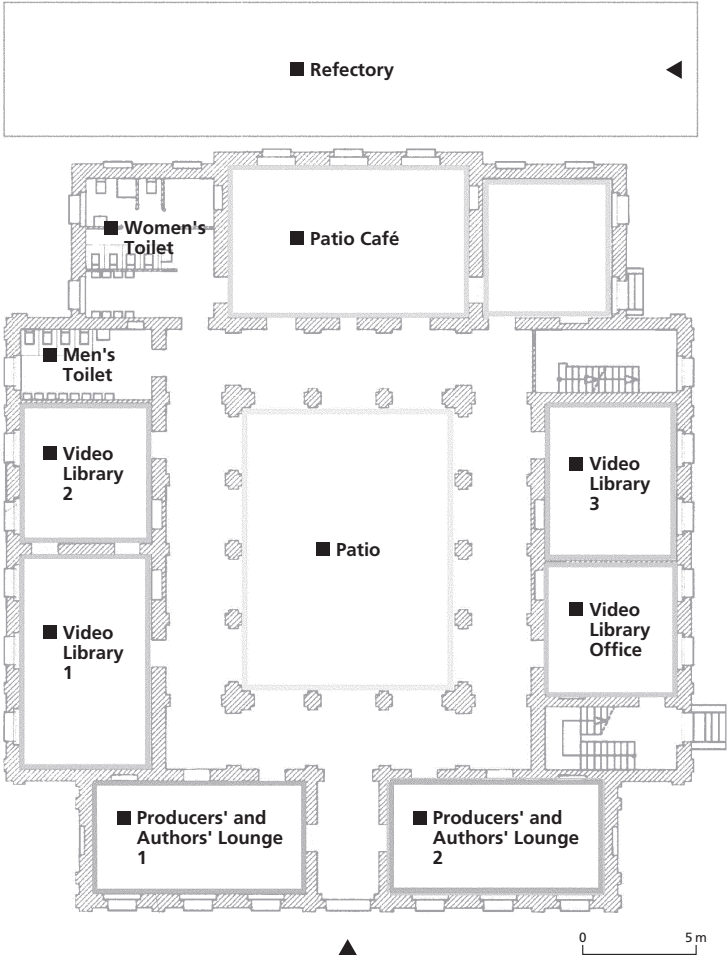 Refectory
Women's
Toilet
Patio Café
Men's
Toilet
Video
Library
2
Video
Library
3
Patio
Video
Library
1
Video
Library
Office
Producers' and
Authors' Lounge
1
Producers' and
Authors' Lounge
2
0 5 m